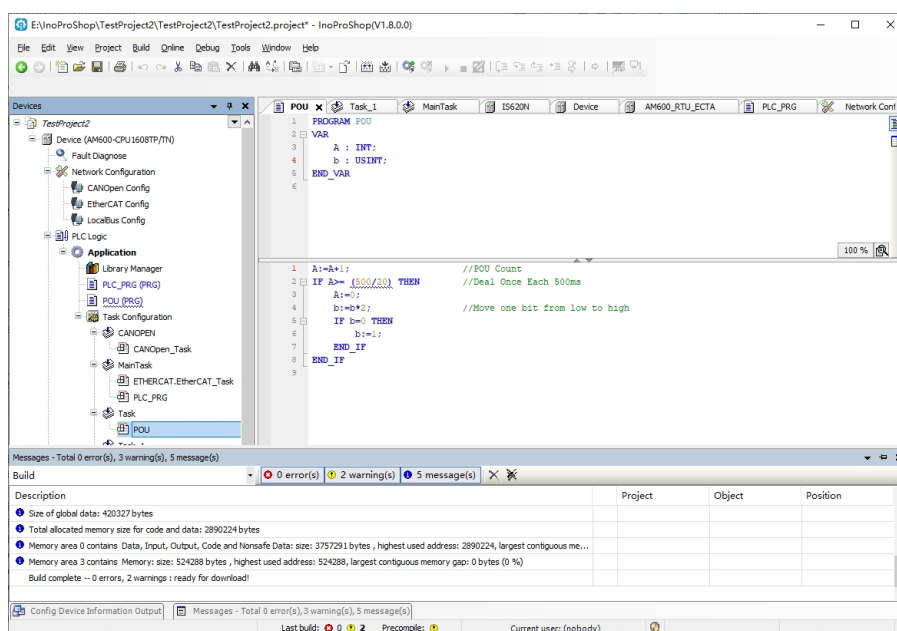 E:\InoProShop\TestProject2\TestProject2\TestProject2.project* - InoProShop(V1.8.0.0)
File Edit View Project Build Online Debug Tools Window Help
Devices
TestProject2
Device (AM600-CPU1608TP/TN)
Fault Diagnose
Network Configuration
CANOpen Config
EtherCAT Config
LocalBus Config
PLC Logic
Application
Library Manager
PLC_PRG (PRG)
POU (PRG)
Task Configuration
CANOPEN
CANOpen_Task
MainTask
ETHERCAT.EtherCAT_Task
PLC_PRG
Task
POU
POU Task_1 MainTask IS620N Device AM600_RTU_ECTA PLC_PRG Network Conf
1 PROGRAM POU
2 VAR
3 A : INT;
4 b : USINT;
5 END_VAR
6
100 %
1 A:=A+1; //POU Count
2 IF A>= (500/20) THEN //Deal Once Each 500ms
3 A:=0;
4 b:=b*2; //Move one bit from low to high
5 IF b=0 THEN
6 b:=1;
7 END_IF
8 END_IF
9
Messages - Total 0 error(s), 3 warning(s), 5 message(s)
Build 0 error(s) 2 warning(s) 5 message(s)
Description Project Object Position
Size of global data: 420327 bytes
Total allocated memory size for code and data: 2890224 bytes
Memory area 0 contains Data, Input, Output, Code and Nonsafe Data: size: 3757291 bytes , highest used address: 2890224, largest contiguous me...
Memory area 3 contains Memory: size: 524288 bytes , highest used address: 524288, largest contiguous memory gap: 0 bytes (0 %)
Build complete -- 0 errors, 2 warnings : ready for download!
Config Device Information Output Messages - Total 0 error(s), 3 warning(s), 5 message(s)
Last build: 0 2 Precompile: Current user: (nobody)